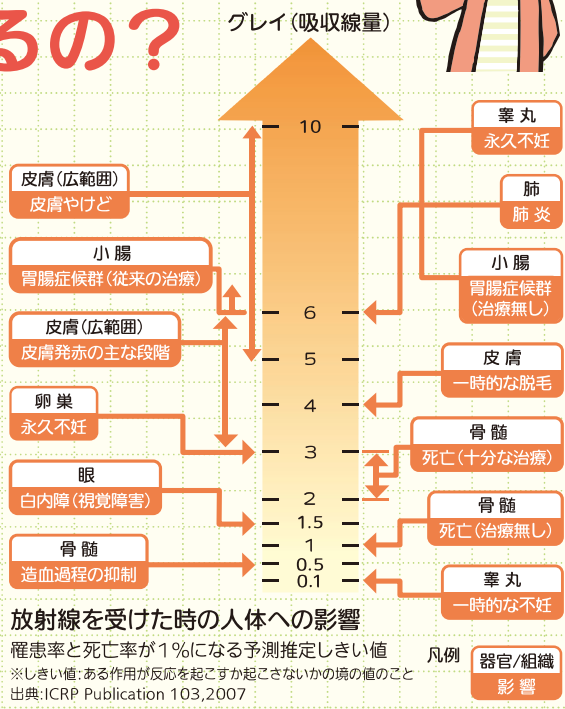 るの？
グレイ（吸収線量）
10
6
5
4
3
2
1.5
1
0.5
0.1
皮膚（広範囲）
皮膚やけど
小腸
胃腸症候群（従来の治療）
皮膚（広範囲）
皮膚発赤の主な段階
卵巣
永久不妊
眼
白内障（視覚障害）
骨髄
造血過程の抑制
睾丸
永久不妊
肺
肺炎
小腸
胃腸症候群
（治療無し）
皮膚
一時的な脱毛
骨髄
死亡（十分な治療）
骨髄
死亡（治療無し）
睾丸
一時的な不妊
放射線を受けた時の人体への影響
罹患率と死亡率が1％になる予測推定しきい値
※しきい値：ある作用が反応を起こすか起こさないかの境の値のこと
出典：ICRP Publication 103,2007
凡例
器官/組織
影響